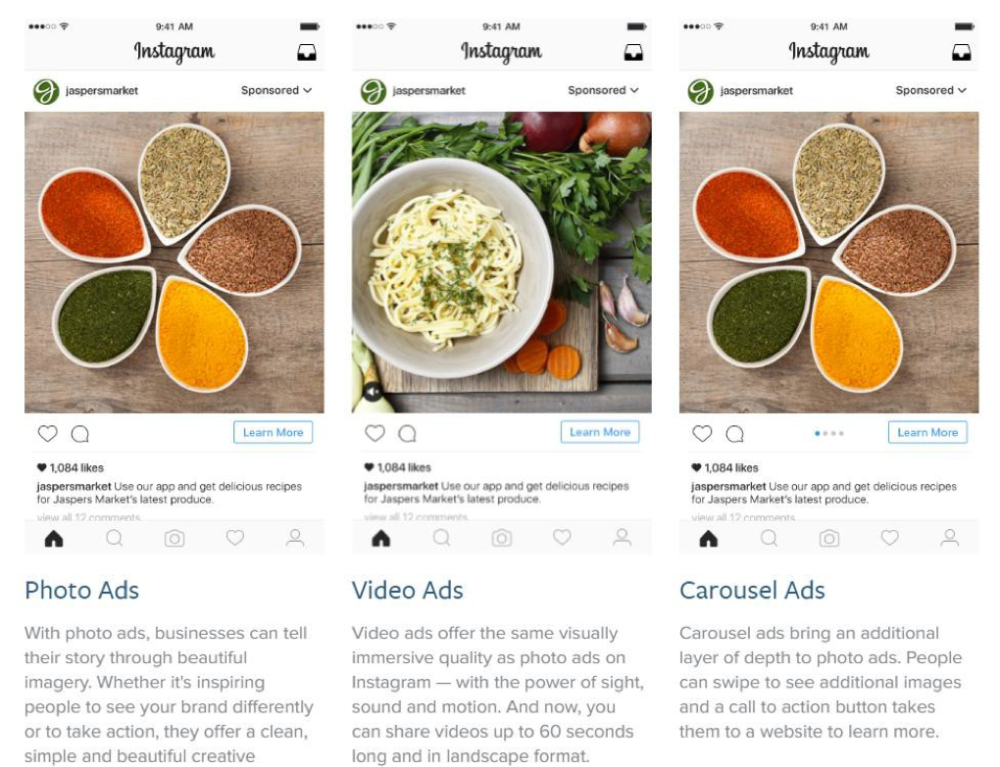 9:41 AM
Instagram
jaspersmarket
Sponsored
Learn More
1,084 likes
jaspersmarket Use our app and get delicious recipes
for Jaspers Market's latest produce.
view all 12 comments
Photo Ads
With photo ads, businesses can tell
their story through beautiful
imagery. Whether it's inspiring
people to see your brand differently
or to take action, they offer a clean,
simple and beautiful creative
9:41 AM
Instagram
jaspersmarket
Sponsored
Learn More
1,084 likes
jaspersmarket Use our app and get delicious recipes
for Jaspers Market's latest produce.
view all 12 comments
Video Ads
Video ads offer the same visually
immersive quality as photo ads on
Instagram — with the power of sight,
sound and motion. And now, you
can share videos up to 60 seconds
long and in landscape format.
9:41 AM
Instagram
jaspersmarket
Sponsored
Learn More
1,084 likes
jaspersmarket Use our app and get delicious recipes
for Jaspers Market's latest produce.
view all 12 comments
Carousel Ads
Carousel ads bring an additional
layer of depth to photo ads. People
can swipe to see additional images
and a call to action button takes
them to a website to learn more.